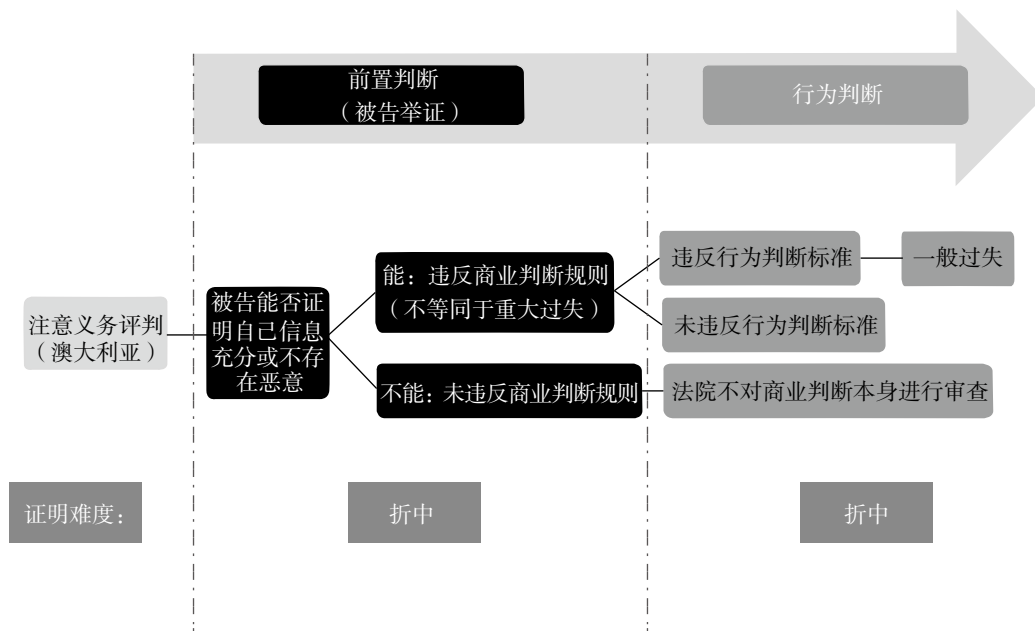 前置判断
（被告举证）
行为判断
违反行为判断标准
一般过失
能：违反商业判断规则
（不等同于重大过失）
被告能否证
明自己信息
充分或不存
在恶意
注意义务评判
（澳大利亚）
未违反行为判断标准
不能：未违反商业判断规则
法院不对商业判断本身进行审查
证明难度：
折中
折中